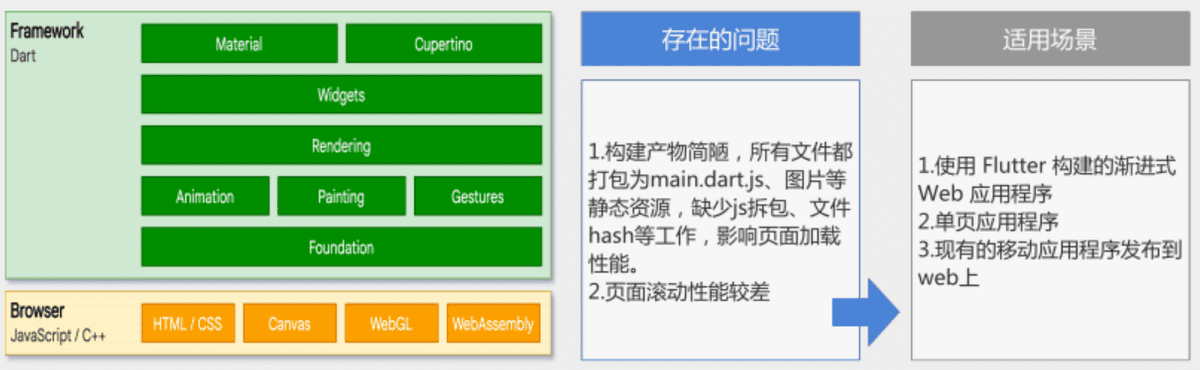 Framework
Dart
Material
Cupertino
Widgets
Rendering
Animation
Painting
Gestures
Foundation
Browser
JavaScript / C++
HTML / CSS
Canvas
WebGL
WebAssembly
存在的问题
1.构建产物简陋，所有文件都
打包为main.dart.js、图片等
静态资源，缺少js拆包、文件
hash等工作，影响页面加载
性能。
2.页面滚动性能较差
适用场景
1.使用 Flutter 构建的渐进式
Web 应用程序
2.单页应用程序
3.现有的移动应用程序发布到
web上